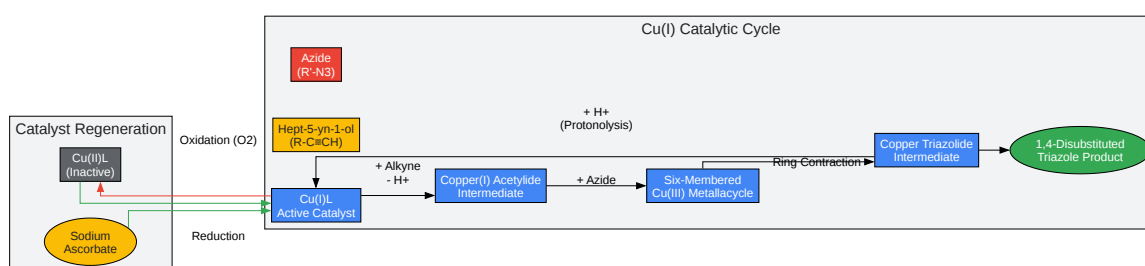 Cu(I) Catalytic Cycle
Azide
(R'-N3)
+ H+
(Protonolysis)
Catalyst Regeneration
Oxidation (O2)
Hept-5-yn-1-ol
(R-C≡CH)
Cu(II)L
(Inactive)
+ Alkyne
- H+
Copper Triazolide
Intermediate
1,4-Disubstituted
Triazole Product
Ring Contraction
Copper(I) Acetylide
Intermediate
+ Azide
Six-Membered
Cu(III) Metallacycle
Cu(I)L
Active Catalyst
Sodium
Ascorbate
Reduction